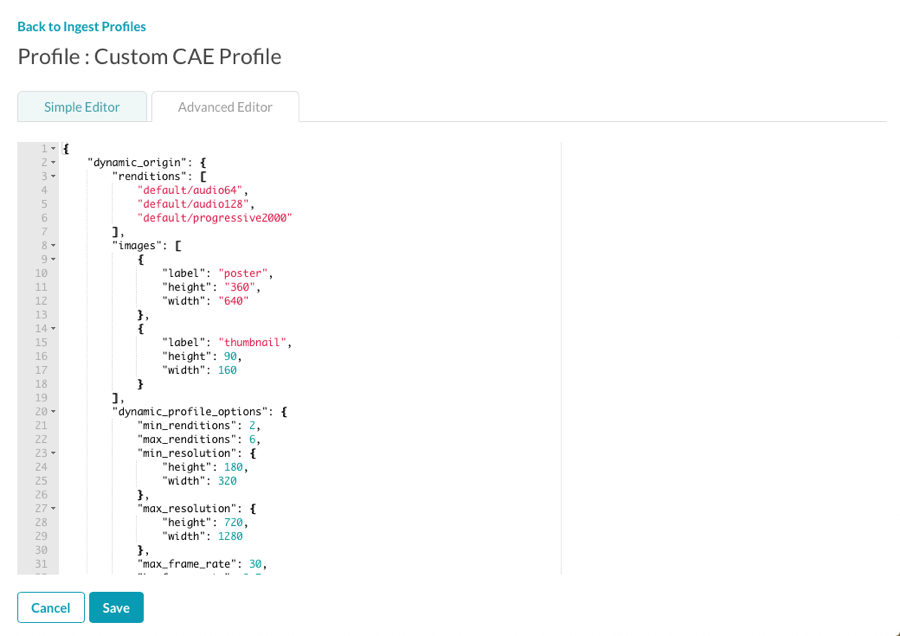 Back to Ingest Profiles
Profile : Custom CAE Profile
Simple Editor
Advanced Editor
1 {
2 "dynamic_origin": {
3 "renditions": [
4 "default/audio64",
5 "default/audio128",
6 "default/progressive2000"
7 ],
8 "images": [
9 {
10 "label": "poster",
11 "height": "360",
12 "width": "640"
13 },
14 {
15 "label": "thumbnail",
16 "height": 90,
17 "width": 160
18 }
19 ],
20 "dynamic_profile_options": {
21 "min_renditions": 2,
22 "max_renditions": 6,
23 "min_resolution": {
24 "height": 180,
25 "width": 320
26 },
27 "max_resolution": {
28 "height": 720,
29 "width": 1280
30 },
31 "max_frame_rate": 30,
Cancel
Save